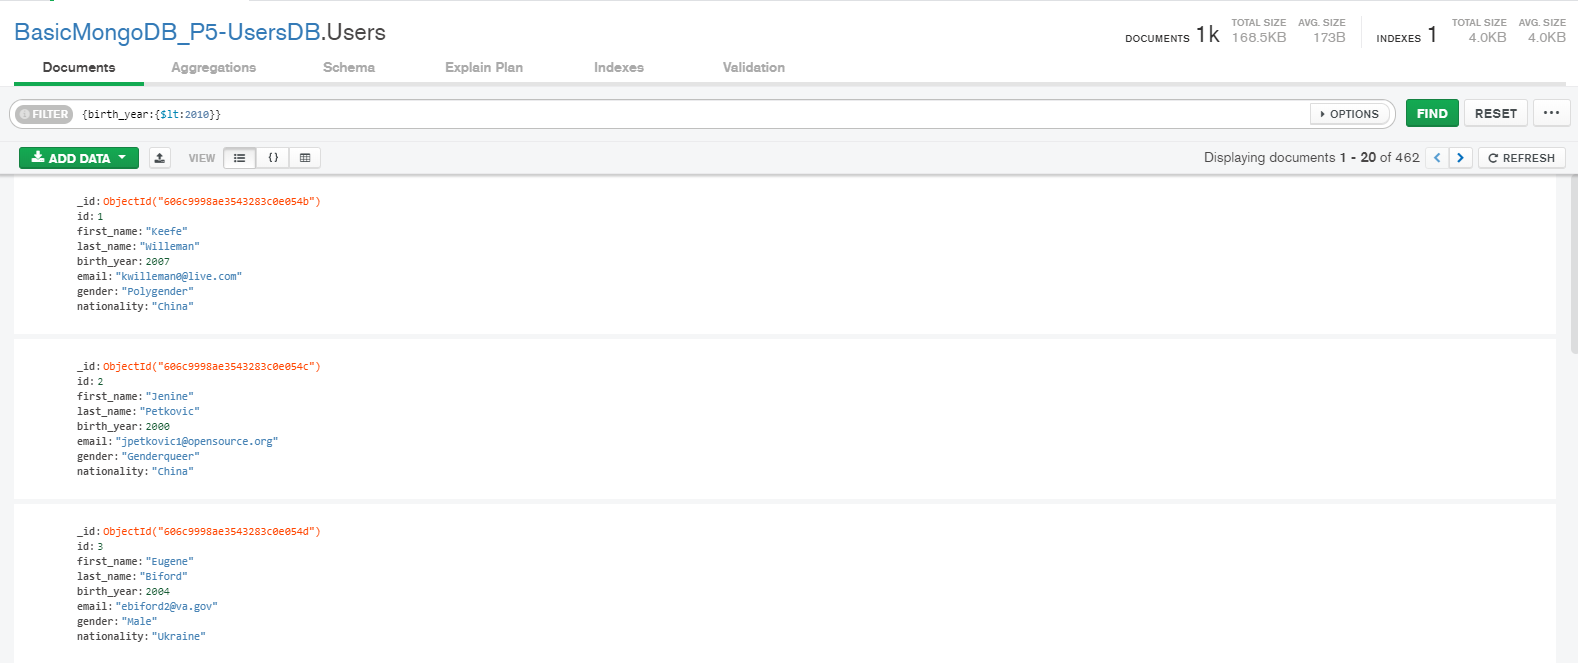 BasicMongoDB_P5-UsersDB.Users
DOCUMENTS 1k TOTAL SIZE 168.5KB AVG. SIZE 173B INDEXES 1 TOTAL SIZE 4.0KB AVG. SIZE 4.0KB
Documents Aggregations Schema Explain Plan Indexes Validation
FILTER {birth_year:{$lt:2010}} OPTIONS FIND RESET ···
ADD DATA VIEW {} Displaying documents 1 - 20 of 462 < > REFRESH
_id:ObjectId("606c9998ae3543283c0e054b")
id:1
first_name:"Keefe"
last_name:"Willeman"
birth_year:2007
email:"kwilleman0@live.com"
gender:"Polygender"
nationality:"China"
_id:ObjectId("606c9998ae3543283c0e054c")
id:2
first_name:"Jenine"
last_name:"Petkovic"
birth_year:2000
email:"jpetkovic1@opensource.org"
gender:"Genderqueer"
nationality:"China"
_id:ObjectId("606c9998ae3543283c0e054d")
id:3
first_name:"Eugene"
last_name:"Biford"
birth_year:2004
email:"ebiford2@va.gov"
gender:"Male"
nationality:"Ukraine"